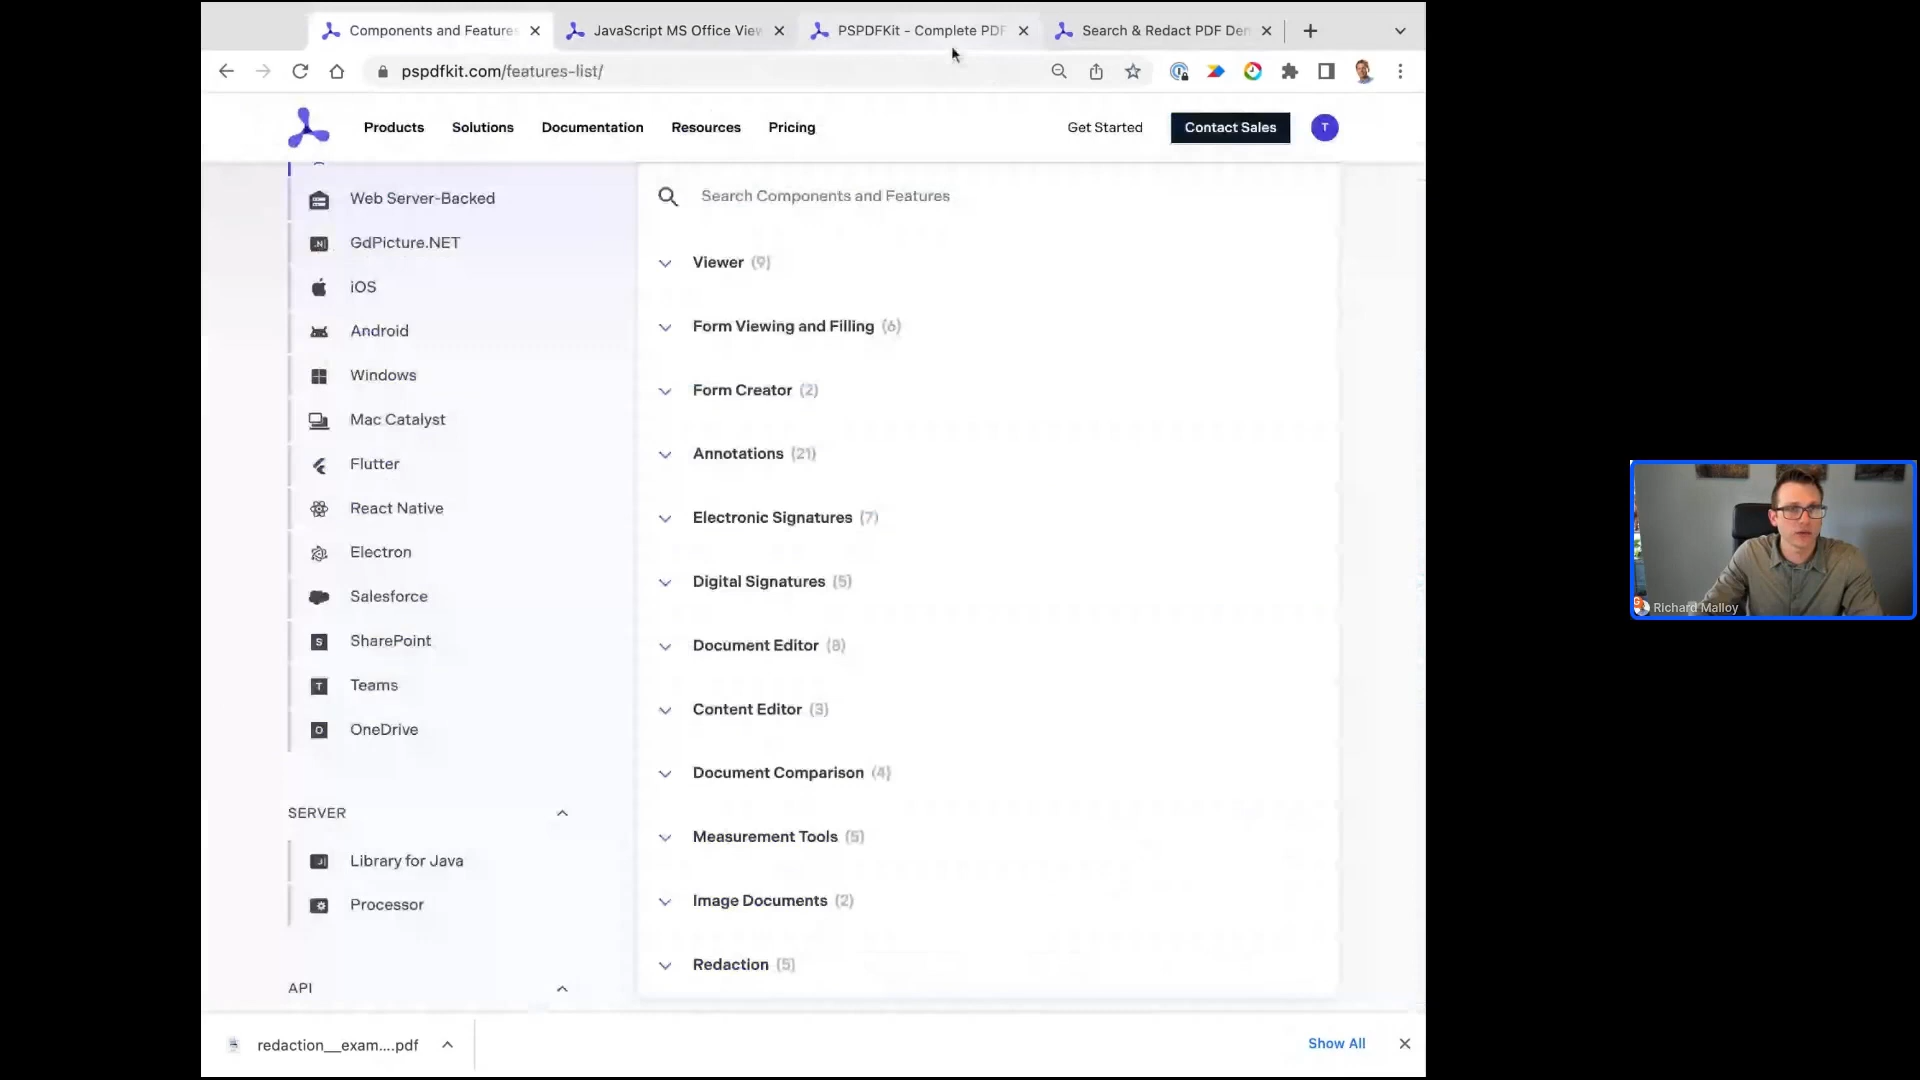 Components and Features
JavaScript MS Office View
PSPDFKit - Complete PDF
Search & Redact PDF Den
pspdfkit.com/features-list/
Products
Solutions
Documentation
Resources
Pricing
Get Started
Contact Sales
T
Web Server-Backed
GdPicture.NET
iOS
Android
Windows
Mac Catalyst
Flutter
React Native
Electron
Salesforce
SharePoint
Teams
OneDrive
SERVER
Library for Java
Processor
API
Search Components and Features
Viewer (9)
Form Viewing and Filling (6)
Form Creator (2)
Annotations (21)
Electronic Signatures (7)
Digital Signatures (5)
Document Editor (8)
Content Editor (3)
Document Comparison (4)
Measurement Tools (5)
Image Documents (2)
Redaction (5)
redaction__exam....pdf
Show All
Richard Malloy